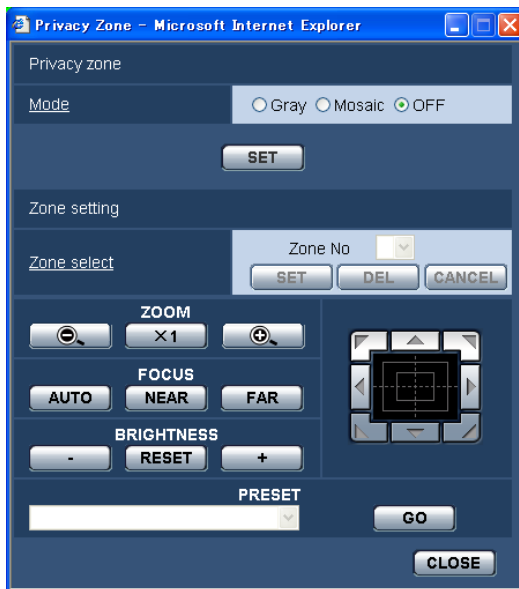 Privacy Zone - Microsoft Internet Explorer
Privacy zone
Mode Gray Mosaic OFF
SET
Zone setting
Zone No
Zone select
SET DEL CANCEL
ZOOM
×1
FOCUS
AUTO NEAR FAR
BRIGHTNESS
- RESET +
PRESET
GO
CLOSE